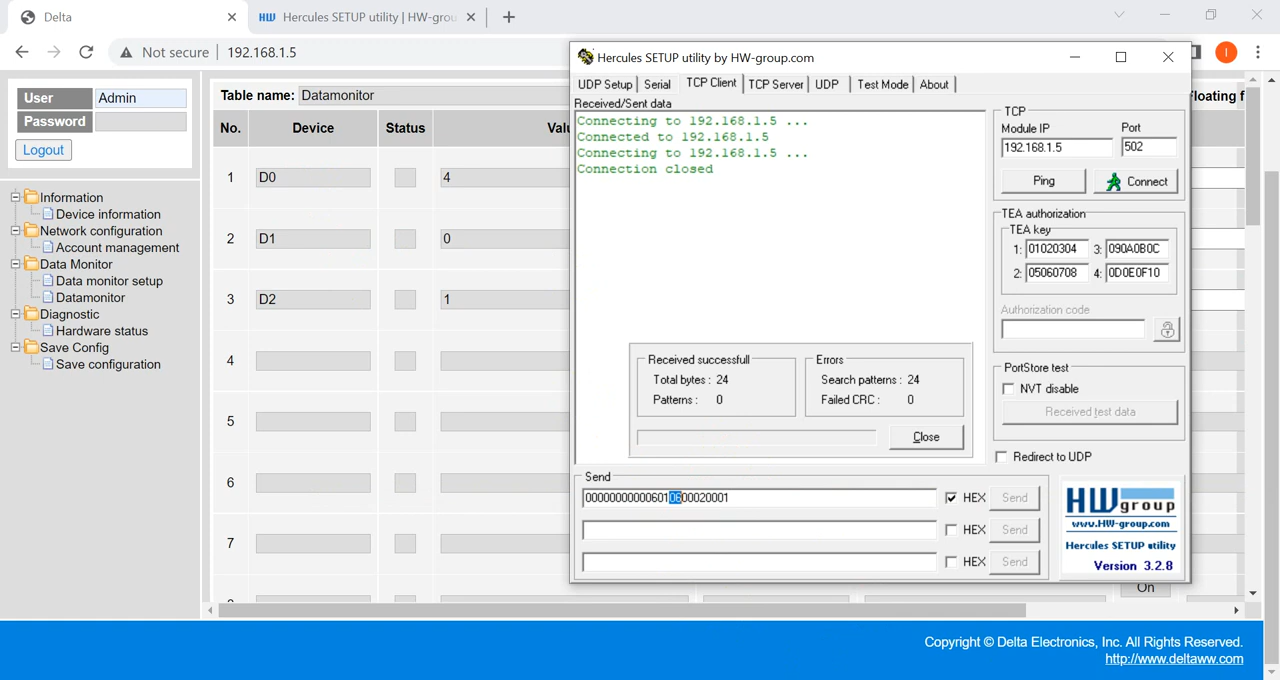 Delta
HW Hercules SETUP utility | HW-grou
Not secure
192.168.1.5
I
User
Admin
Password
Logout
Information
Device information
Network configuration
Account management
Data Monitor
Data monitor setup
Datamonitor
Diagnostic
Hardware status
Save Config
Save configuration
Table name: Datamonitor
loating f
No.
Device
Status
Valu
1
D0
4
2
D1
0
3
D2
1
4
5
6
7
On
Hercules SETUP utility by HW-group.com
UDP Setup
Serial
TCP Client
TCP Server
UDP
Test Mode
About
Received/Sent data
Connecting to 192.168.1.5 ...
Connected to 192.168.1.5
Connecting to 192.168.1.5 ...
Connection closed
Received successfull
Total bytes : 24
Patterns : 0
Errors
Search patterns : 24
Failed CRC : 0
Close
TCP
Module IP
Port
192.168.1.5
502
Ping
Connect
TEA authorization
TEA key
1: 01020304
3: 090A0B0C
2: 05060708
4: 0D0E0F10
Authorization code
PortStore test
NVT disable
Received test data
Redirect to UDP
Send
000000000006010600020001
HEX
Send
HEX
Send
HEX
Send
HW group
www.HW-group.com
Hercules SETUP utility
Version 3.2.8
Copyright © Delta Electronics, Inc. All Rights Reserved.
http://www.deltaww.com